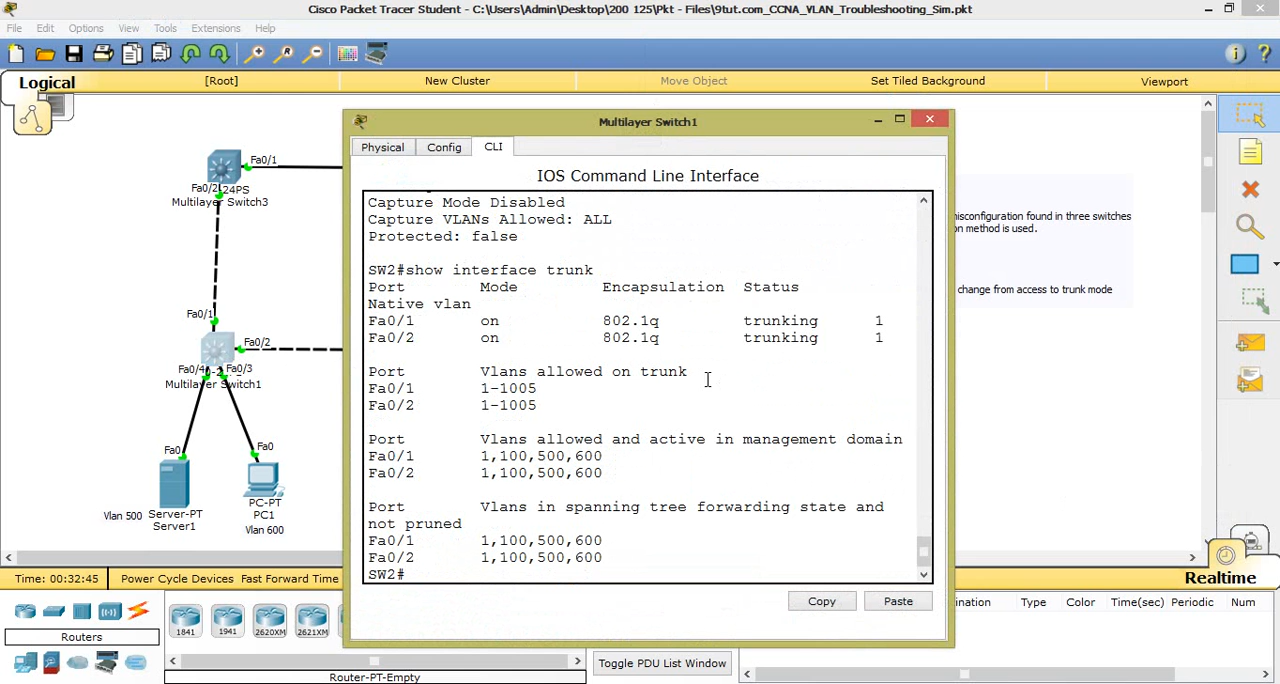 Cisco Packet Tracer Student - C:\Users\Admin\Desktop\200 125\Pkt - Files\9tut.com_CCNA_VLAN_Troubleshooting_Sim.pkt
File Edit Options View Tools Extensions Help
Logical [Root] New Cluster Move Object Set Tiled Background Viewport
Fa0/1
Fa0/2
24PS
Multilayer Switch3
Fa0/1
Fa0/2
Fa0/4
Fa0/3
Multilayer Switch1
Fa0
Fa0
Vlan 500
Server-PT
Server1
PC-PT
PC1
Vlan 600
misconfiguration found in three switches
on method is used.
change from access to trunk mode
Multilayer Switch1
Physical Config CLI
IOS Command Line Interface
Capture Mode Disabled
Capture VLANs Allowed: ALL
Protected: false
SW2#show interface trunk
Port Mode Encapsulation Status
Native vlan
Fa0/1 on 802.1q trunking 1
Fa0/2 on 802.1q trunking 1
Port Vlans allowed on trunk
Fa0/1 1-1005
Fa0/2 1-1005
Port Vlans allowed and active in management domain
Fa0/1 1,100,500,600
Fa0/2 1,100,500,600
Port Vlans in spanning tree forwarding state and
not pruned
Fa0/1 1,100,500,600
Fa0/2 1,100,500,600
SW2#
Copy Paste
Time: 00:32:45 Power Cycle Devices Fast Forward Time
Realtime
Routers
1841 1941 2620XM 2621XM
Router-PT-Empty
Toggle PDU List Window
ination Type Color Time(sec) Periodic Num